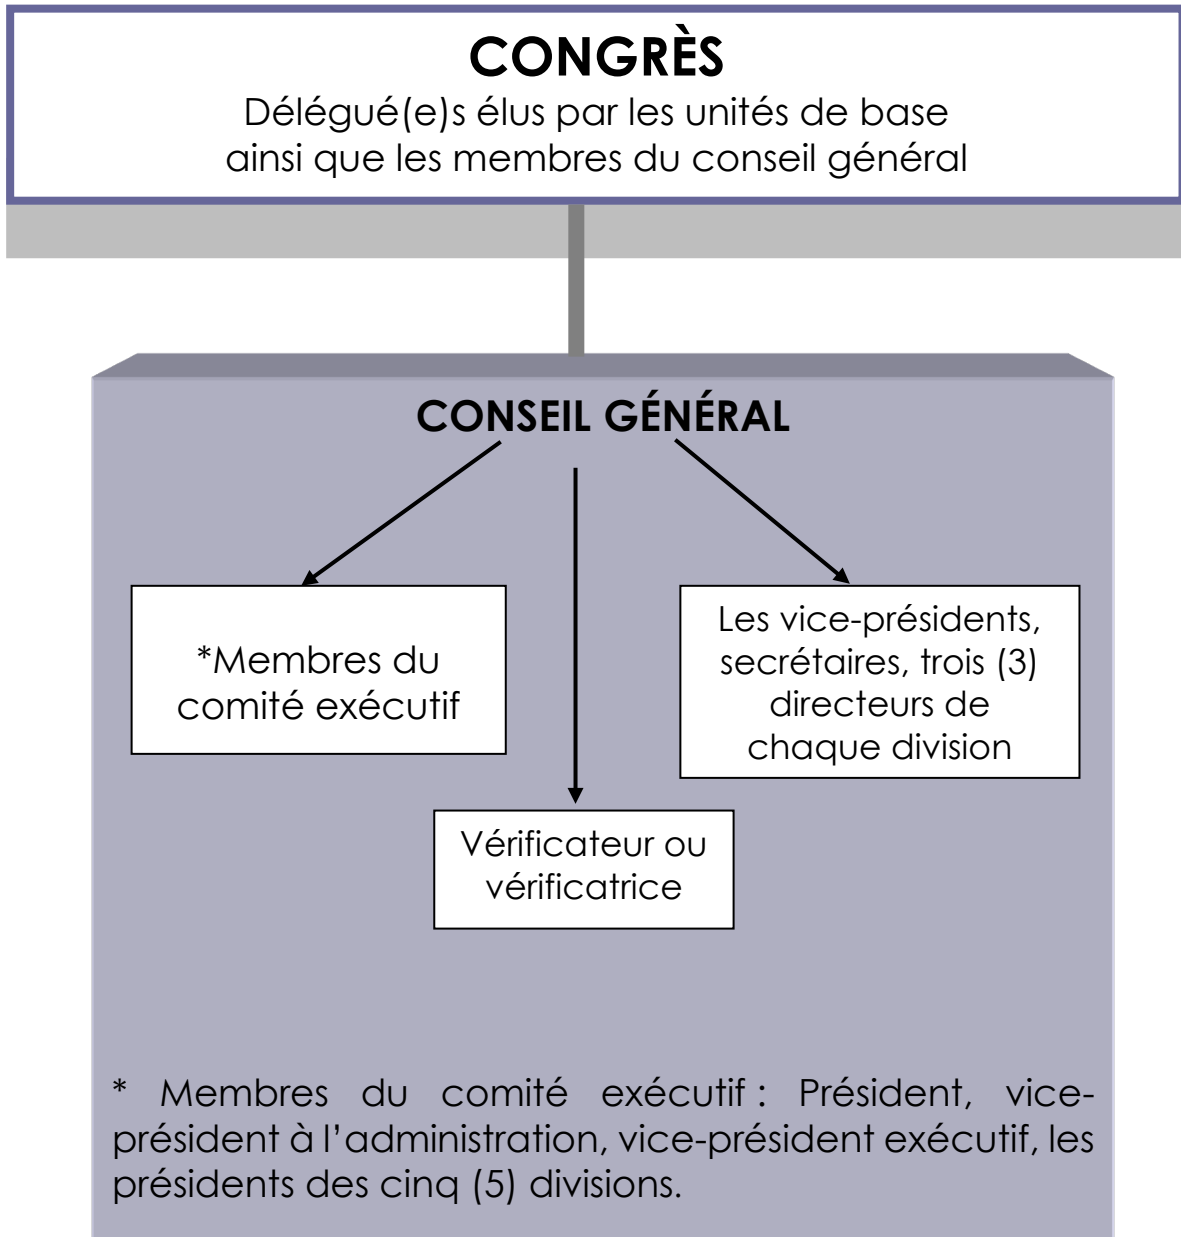 CONGRÈS
Délégué(e)s élus par les unités de base
ainsi que les membres du conseil général
CONSEIL GÉNÉRAL
*Membres du
comité exécutif
Les vice-présidents,
secrétaires, trois (3)
directeurs de
chaque division
Vérificateur ou
vérificatrice
* Membres du comité exécutif : Président, vice-
président à l’administration, vice-président exécutif, les
présidents des cinq (5) divisions.